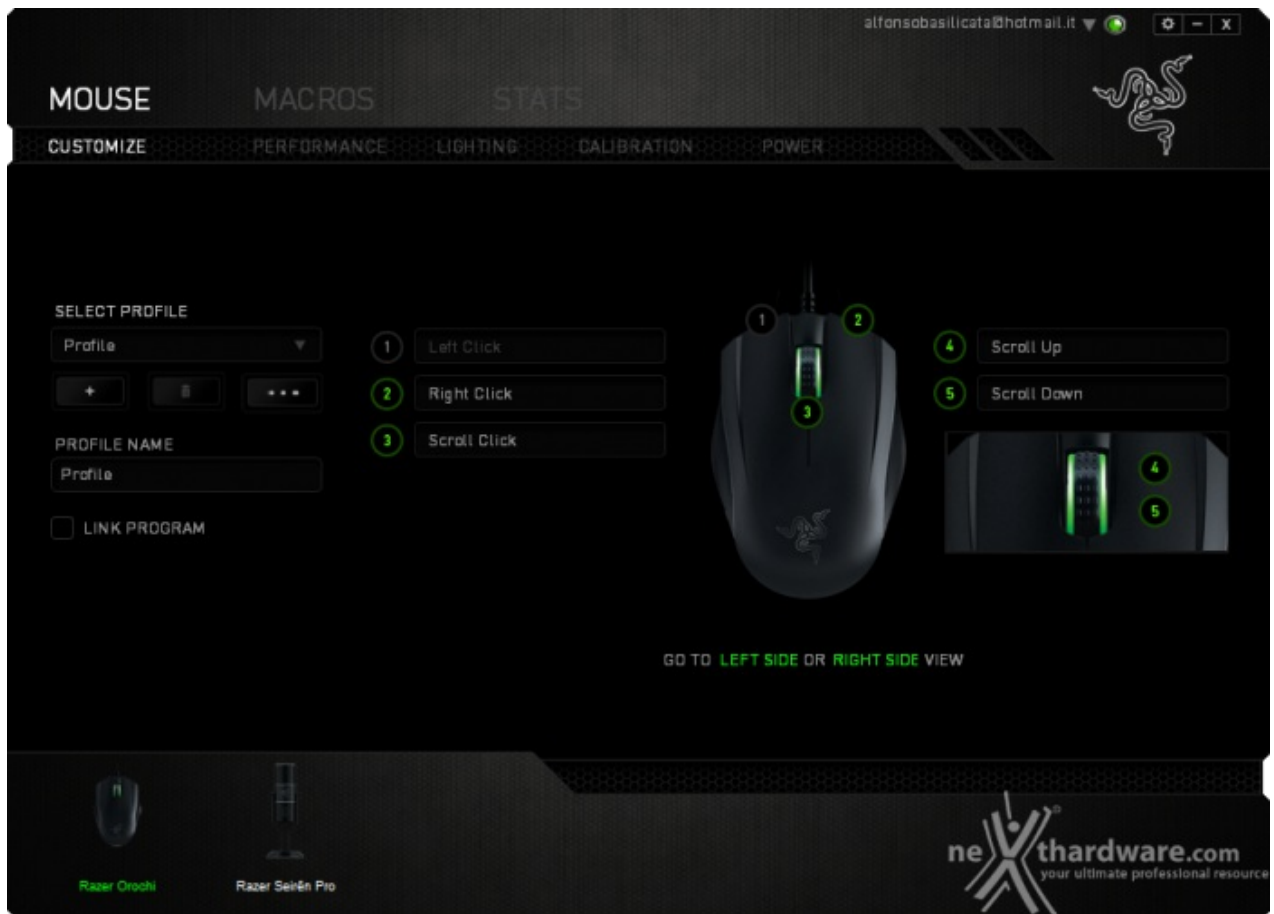 alfonsobasilicata@hotmail.it
- X
MOUSE MACROS STATS
CUSTOMIZE PERFORMANCE LIGHTING CALIBRATION POWER
SELECT PROFILE
Profile
+ ...
PROFILE NAME
Profile
LINK PROGRAM
1 Left Click
2 Right Click
3 Scroll Click
1 2
3
4 Scroll Up
5 Scroll Down
4
5
GO TO LEFT SIDE OR RIGHT SIDE VIEW
Razer Orochi Razer Seirēn Pro
nexthardware.com
your ultimate professional resource